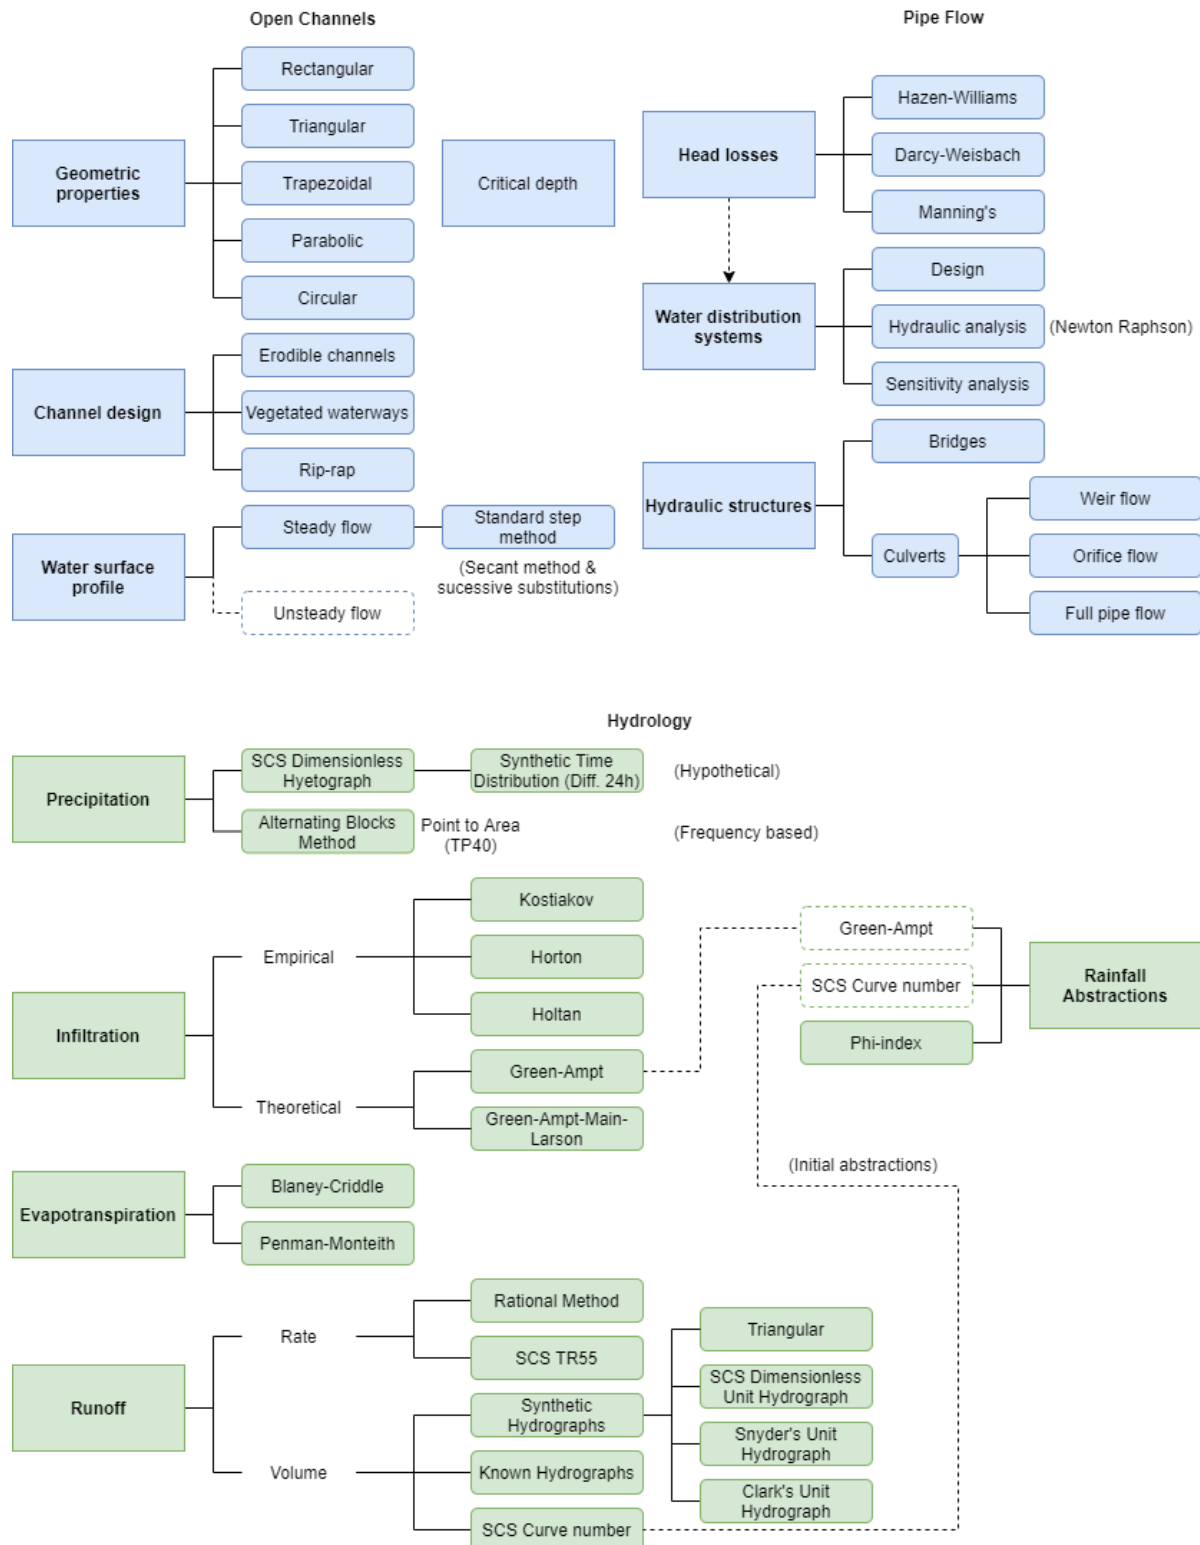 Open Channels
Geometric
properties
Rectangular
Triangular
Trapezoidal
Parabolic
Circular
Critical depth
Channel design
Erodible channels
Vegetated waterways
Rip-rap
Water surface
profile
Steady flow
Standard step
method
(Secant method &
sucessive substitutions)
Unsteady flow
Pipe Flow
Head losses
Hazen-Williams
Darcy-Weisbach
Manning's
Water distribution
systems
Design
Hydraulic analysis
(Newton Raphson)
Sensitivity analysis
Hydraulic structures
Bridges
Culverts
Weir flow
Orifice flow
Full pipe flow
Hydrology
Precipitation
SCS Dimensionless
Hyetograph
Synthetic Time
Distribution (Diff. 24h)
(Hypothetical)
Alternating Blocks
Method
Point to Area
(TP40)
(Frequency based)
Infiltration
Empirical
Kostiakov
Horton
Holtan
Theoretical
Green-Ampt
Green-Ampt-Main-
Larson
Green-Ampt
SCS Curve number
Phi-index
Rainfall
Abstractions
(Initial abstractions)
Evapotranspiration
Blaney-Criddle
Penman-Monteith
Runoff
Rate
Rational Method
SCS TR55
Volume
Synthetic
Hydrographs
Triangular
SCS Dimensionless
Unit Hydrograph
Snyder's Unit
Hydrograph
Clark's Unit
Hydrograph
Known Hydrographs
SCS Curve number